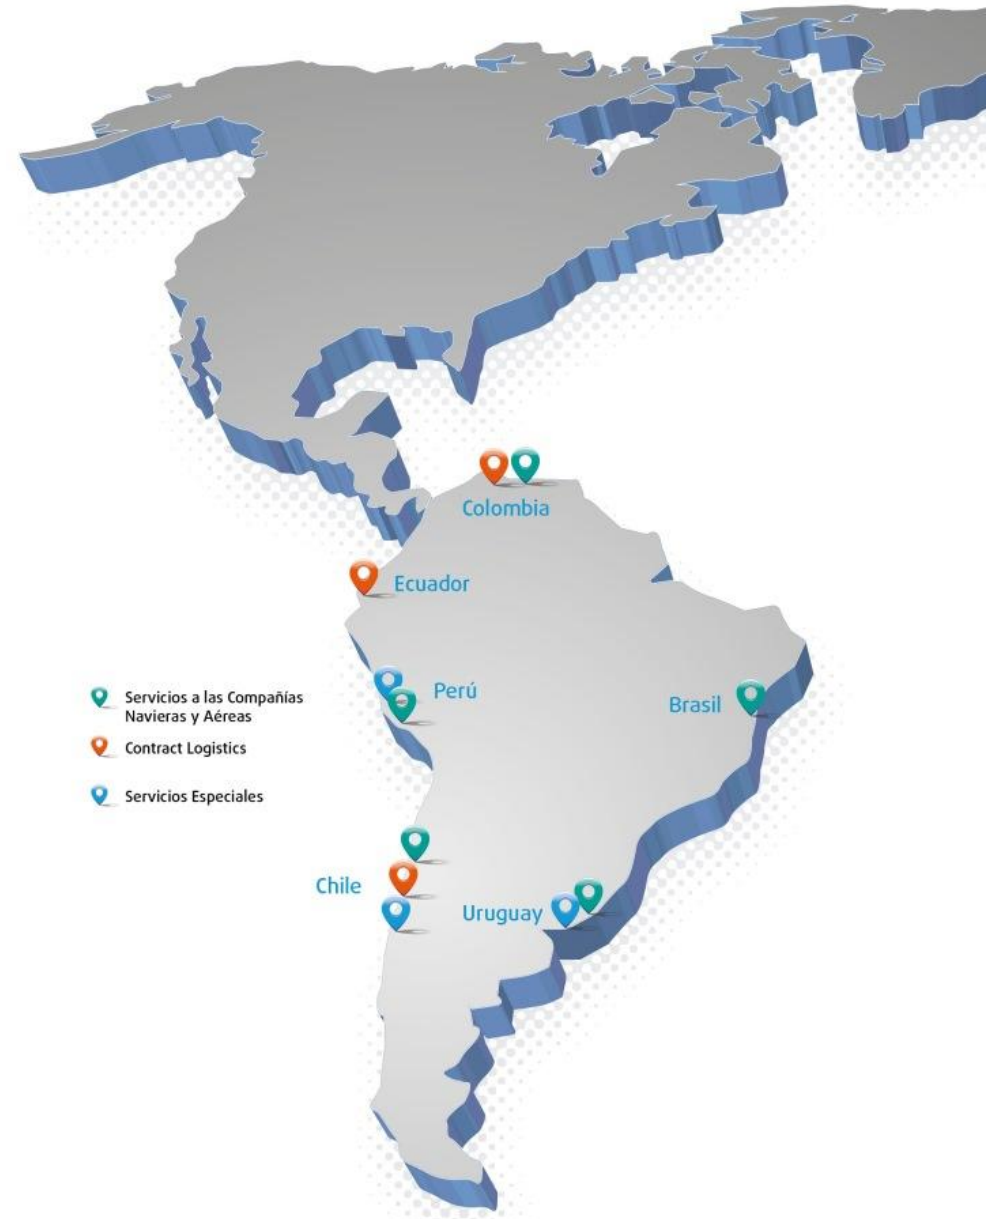 Colombia
Ecuador
Perú
Brasil
Servicios a las Compañías
Navieras y Aéreas
Contract Logistics
Servicios Especiales
Chile
Uruguay